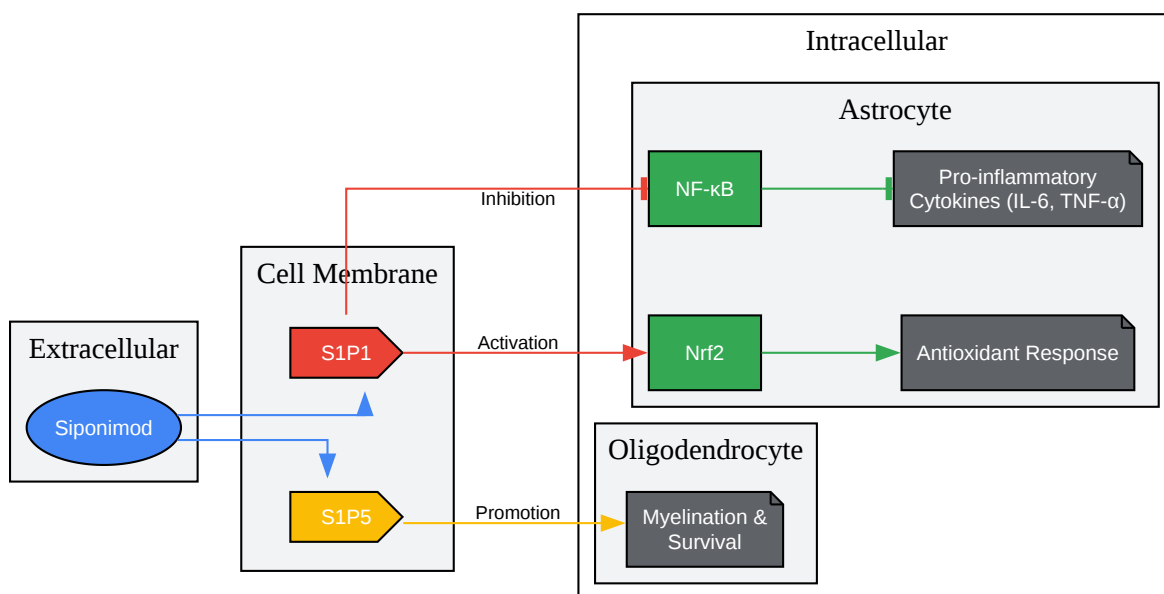 Intracellular
Astrocyte
NF-κB
Pro-inflammatory
Cytokines (IL-6, TNF-α)
Inhibition
Cell Membrane
Extracellular
S1P1
Activation
Nrf2
Antioxidant Response
Siponimod
Oligodendrocyte
S1P5
Promotion
Myelination &
Survival